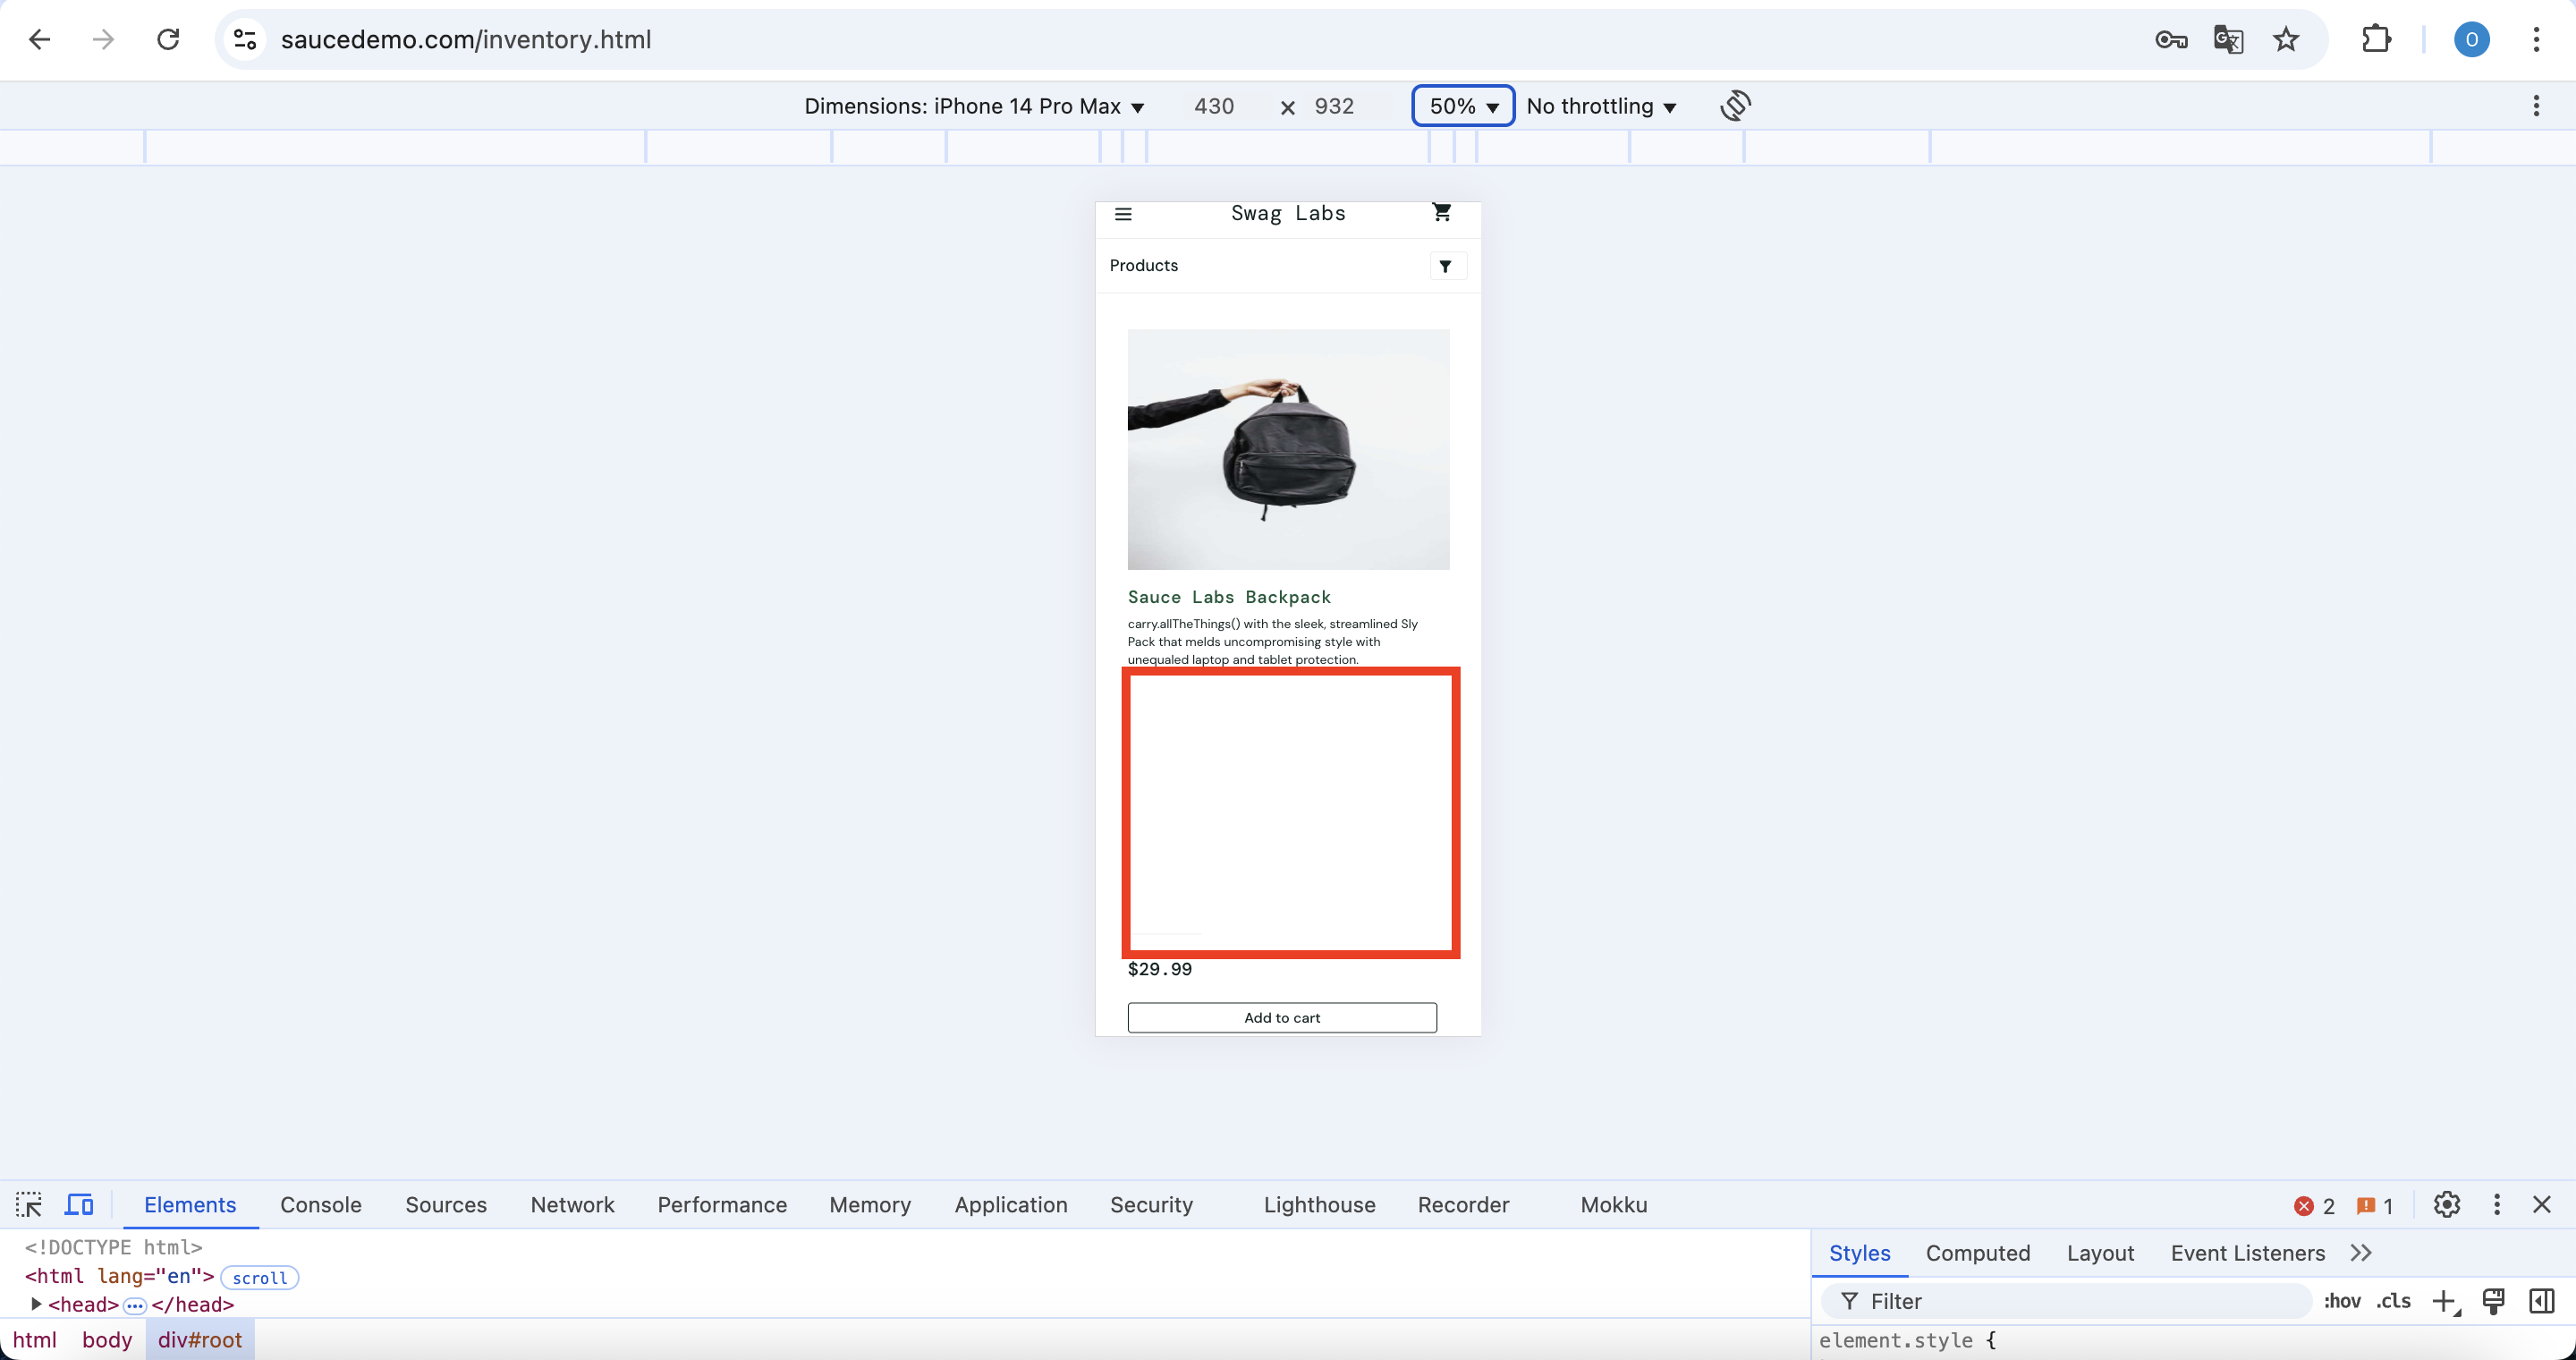 saucedemo.com/inventory.html
O
Dimensions: iPhone 14 Pro Max 430 × 932 50% No throttling
Swag Labs
Products
Sauce Labs Backpack
carry.allTheThings() with the sleek, streamlined Sly
Pack that melds uncompromising style with
unequaled laptop and tablet protection.
$29.99
Add to cart
Elements Console Sources Network Performance Memory Application Security Lighthouse Recorder Mokku 2 1
<!DOCTYPE html>
<html lang="en"> scroll
<head> ••• </head>
html body div#root
Styles Computed Layout Event Listeners
Filter :hov .cls
element.style {